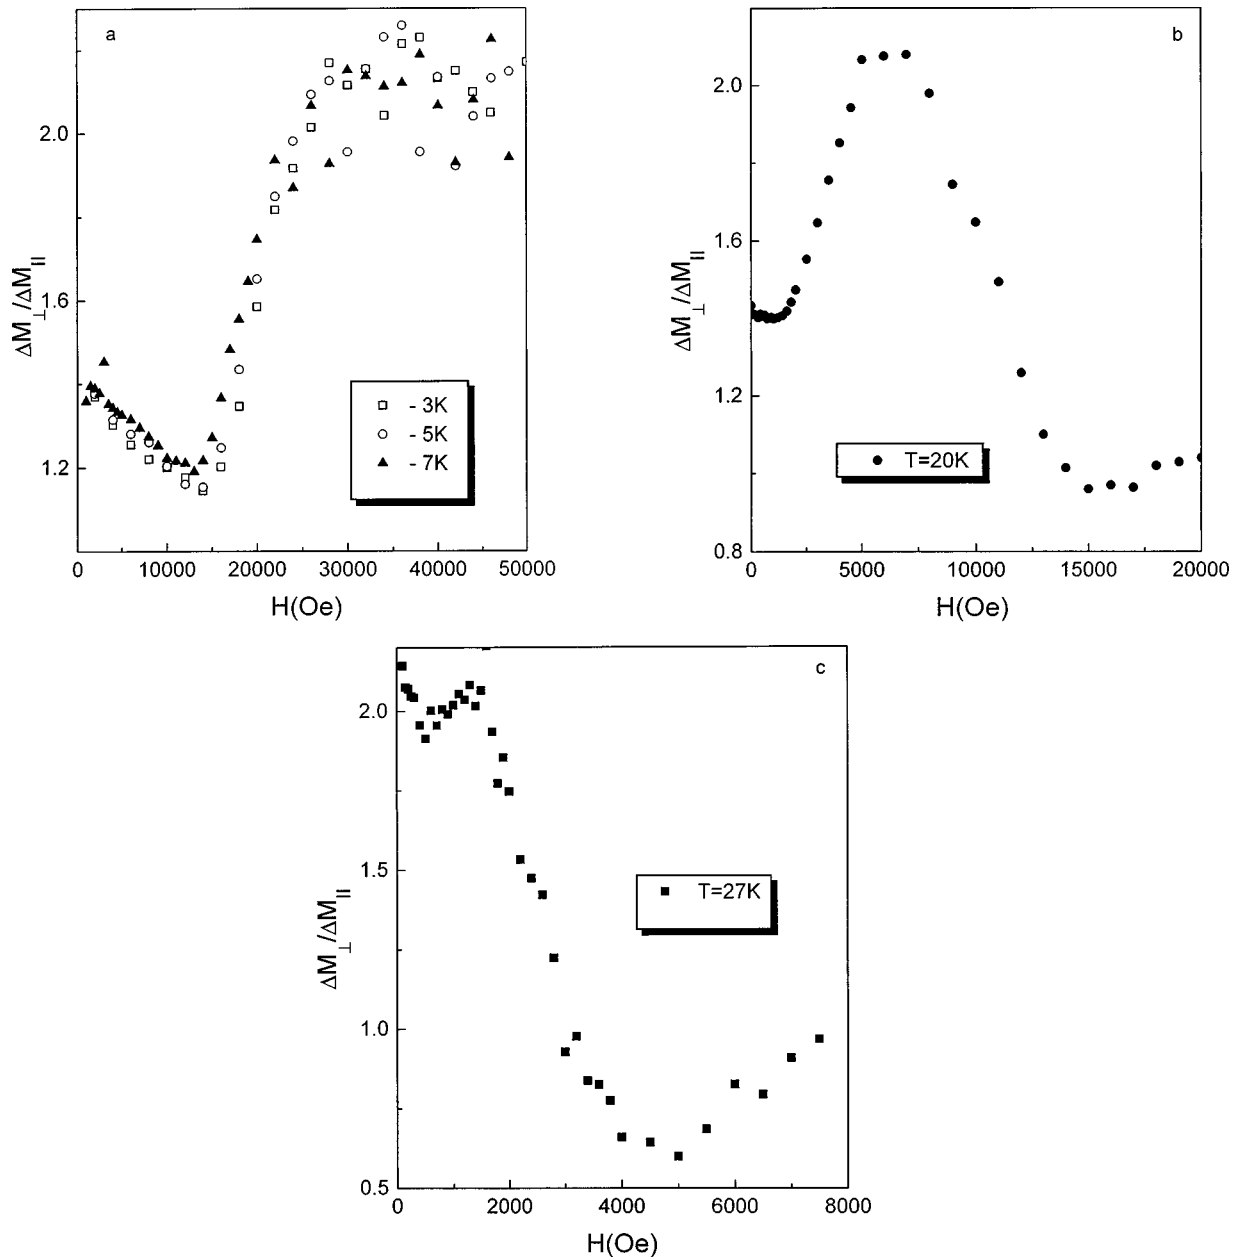 a
2.0
1.6
1.2
ΔM⊥/ΔM||
- 3K
- 5K
- 7K
0 10000 20000 30000 40000 50000
H(Oe)
b
2.0
1.6
1.2
0.8
ΔM⊥/ΔM||
T=20K
0 5000 10000 15000 20000
H(Oe)
c
2.0
1.5
1.0
0.5
ΔM⊥/ΔM||
T=27K
0 2000 4000 6000 8000
H(Oe)